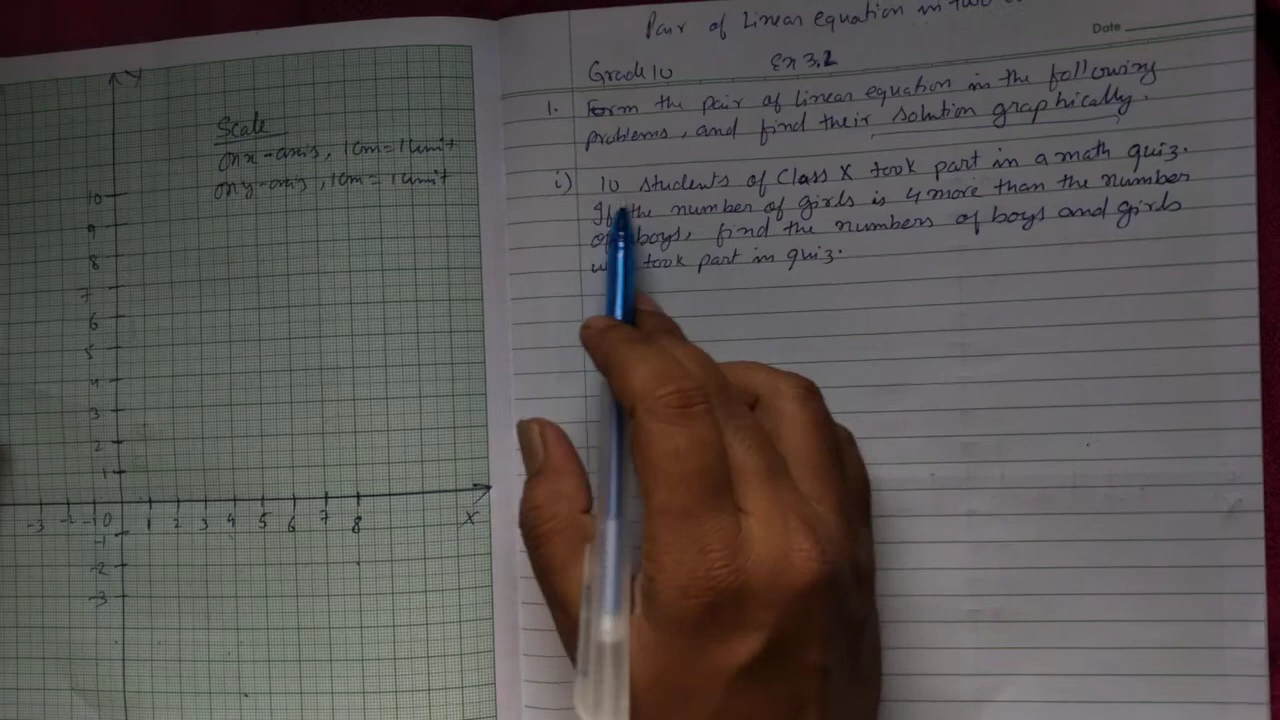 Pair of Linear equation in two
Date
Grade 10 Ex 3.2
1. Form the pair of linear equation in the following
problems, and find their solution graphically.
i) 10 students of Class X took part in a math quiz.
If the number of girls is 4 more than the number
of boys, find the numbers of boys and girls
took part in quiz.
Y
Scale
on x-axis, 1cm = 1 unit
on y-axis, 1cm = 1 unit
10
9
8
7
6
5
4
3
2
1
-3 -2 -1 0 1 2 3 4 5 6 7 8 X
-1
-2
-3